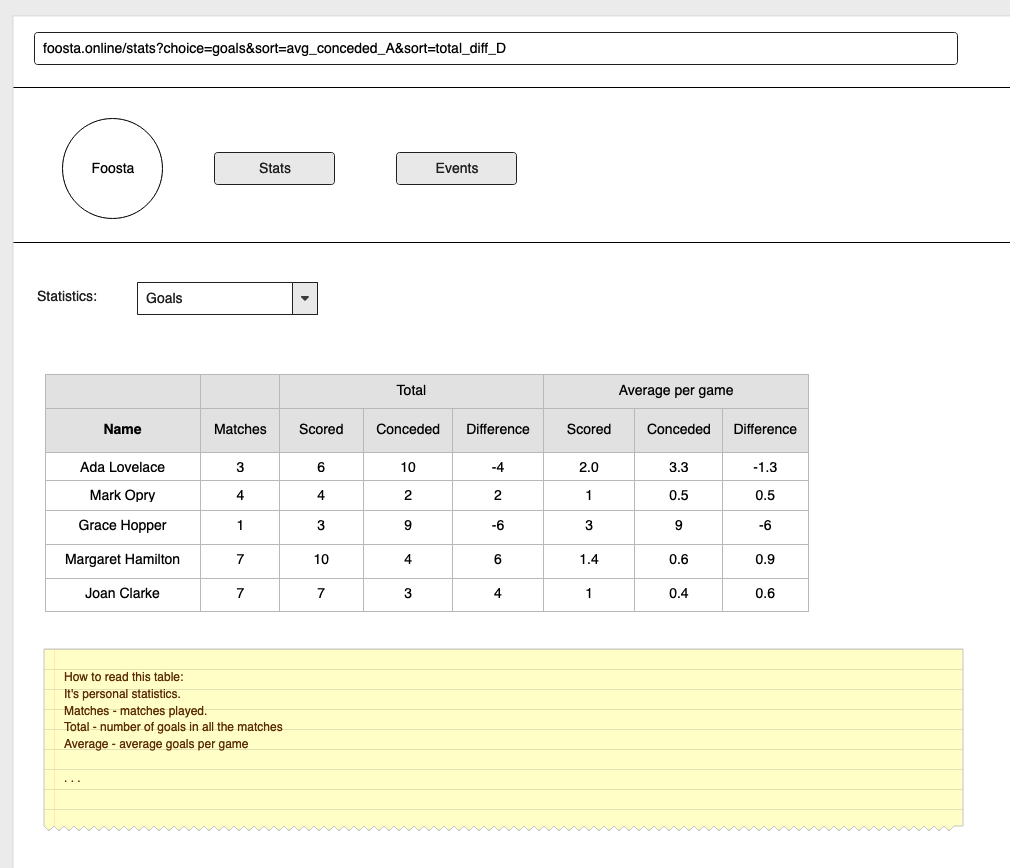 foosta.online/stats?choice=goals&sort=avg_conceded_A&sort=total_diff_D
Foosta Stats Events
Statistics: Goals
Total Average per game
Name Matches Scored Conceded Difference Scored Conceded Difference
Ada Lovelace 3 6 10 -4 2.0 3.3 -1.3
Mark Opry 4 4 2 2 1 0.5 0.5
Grace Hopper 1 3 9 -6 3 9 -6
Margaret Hamilton 7 10 4 6 1.4 0.6 0.9
Joan Clarke 7 7 3 4 1 0.4 0.6
How to read this table:
It's personal statistics.
Matches - matches played.
Total - number of goals in all the matches
Average - average goals per game
. . .